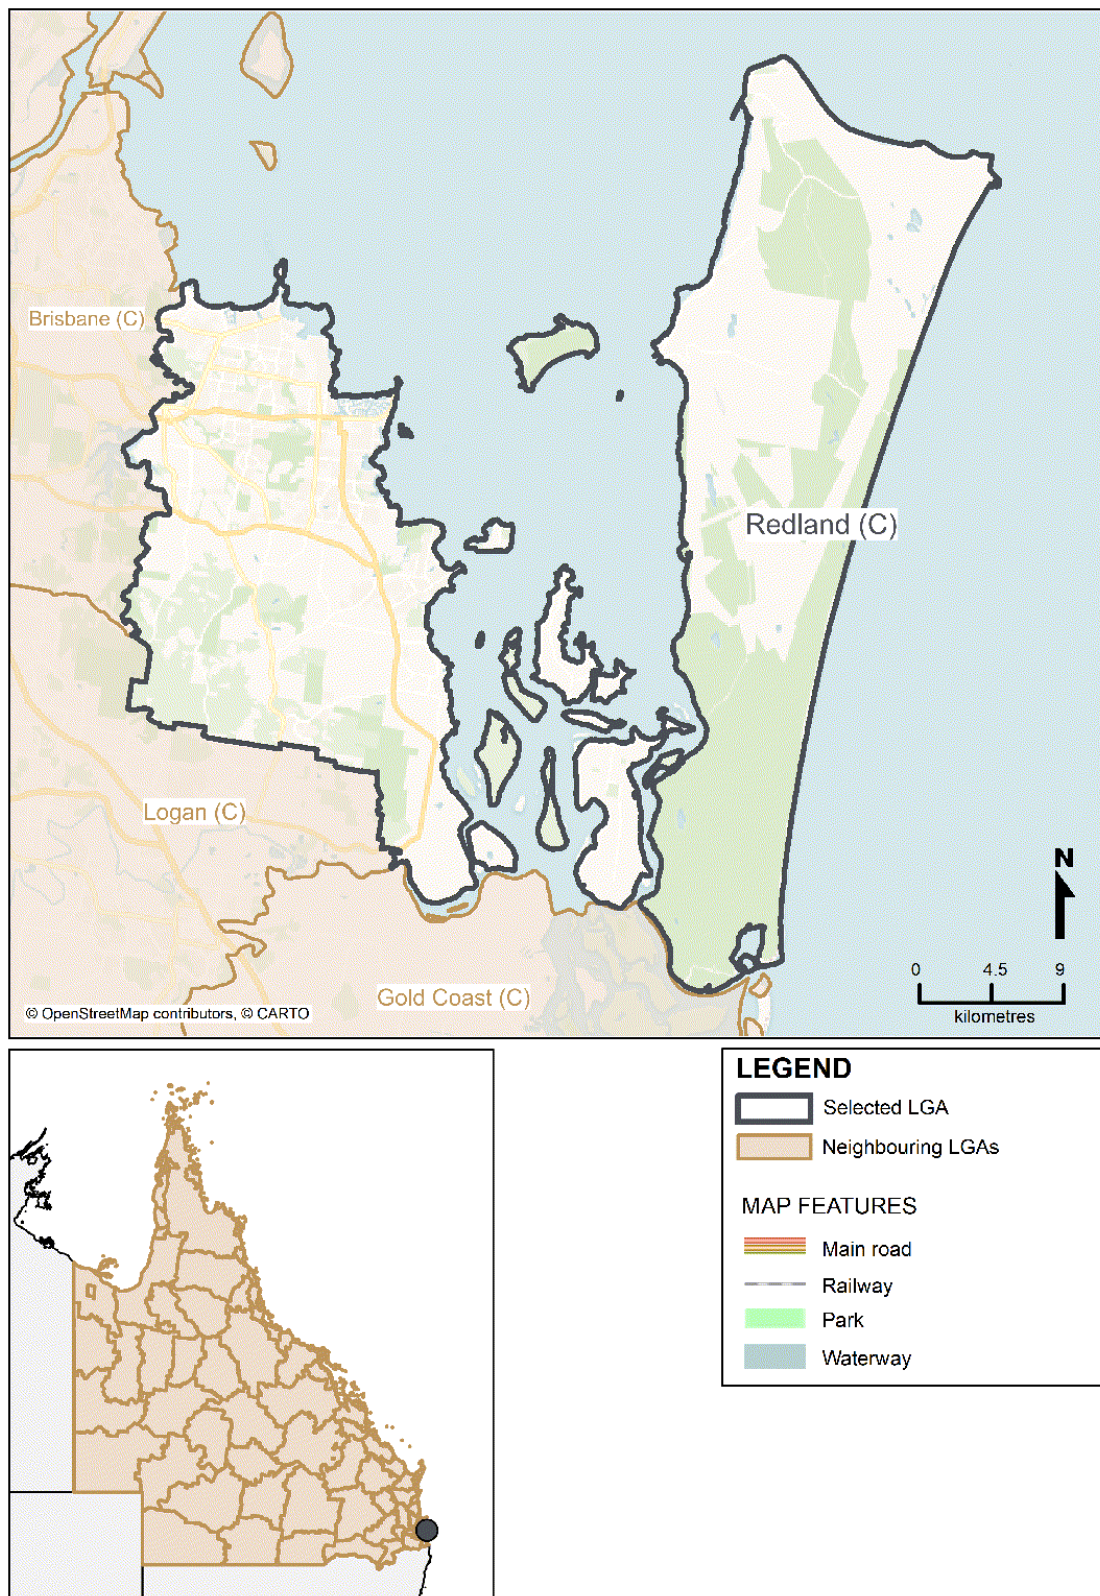 Brisbane (C)
Redland (C)
Logan (C)
Gold Coast (C)
N
0 4.5 9
kilometres
© OpenStreetMap contributors, © CARTO
LEGEND
Selected LGA
Neighbouring LGAs
MAP FEATURES
Main road
Railway
Park
Waterway